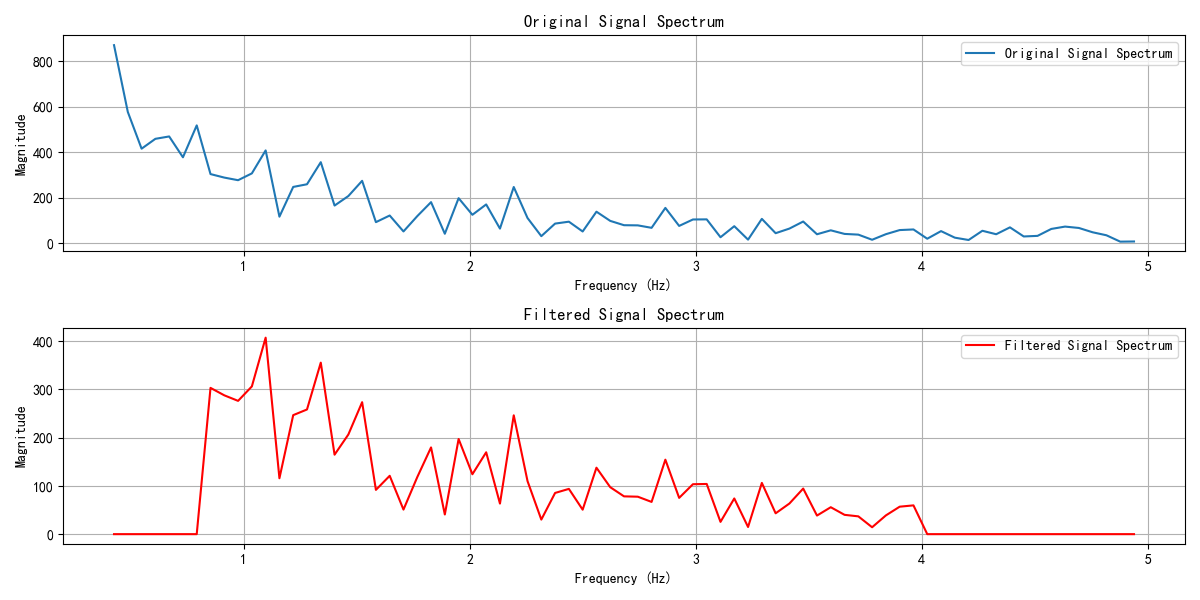 Original Signal Spectrum
800
600
400
200
0
Magnitude
Original Signal Spectrum
1 2 3 4 5
Frequency (Hz)
Filtered Signal Spectrum
400
300
200
100
0
Magnitude
Filtered Signal Spectrum
1 2 3 4 5
Frequency (Hz)